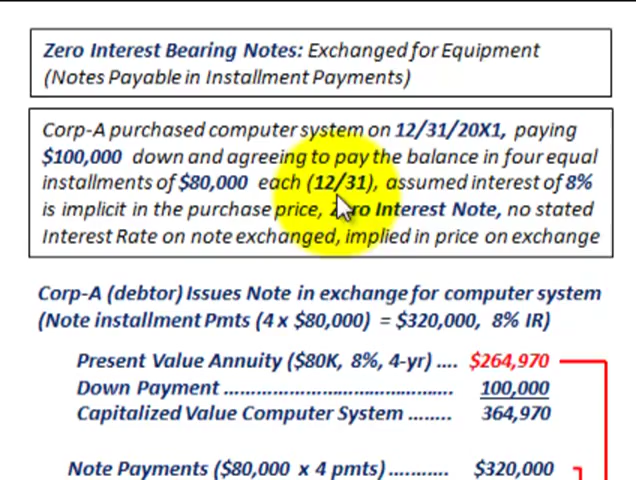 Zero Interest Bearing Notes: Exchanged for Equipment
(Notes Payable in Installment Payments)
Corp-A purchased computer system on 12/31/20X1, paying
$100,000 down and agreeing to pay the balance in four equal
installments of $80,000 each (12/31), assumed interest of 8%
is implicit in the purchase price, Zero Interest Note, no stated
Interest Rate on note exchanged, implied in price on exchange
Corp-A (debtor) Issues Note in exchange for computer system
(Note installment Pmts (4 x $80,000) = $320,000, 8% IR)
Present Value Annuity ($80K, 8%, 4-yr) .... $264,970
Down Payment ............................................. 100,000
Capitalized Value Computer System ........ 364,970
Note Payments ($80,000 x 4 pmts)........... $320,000